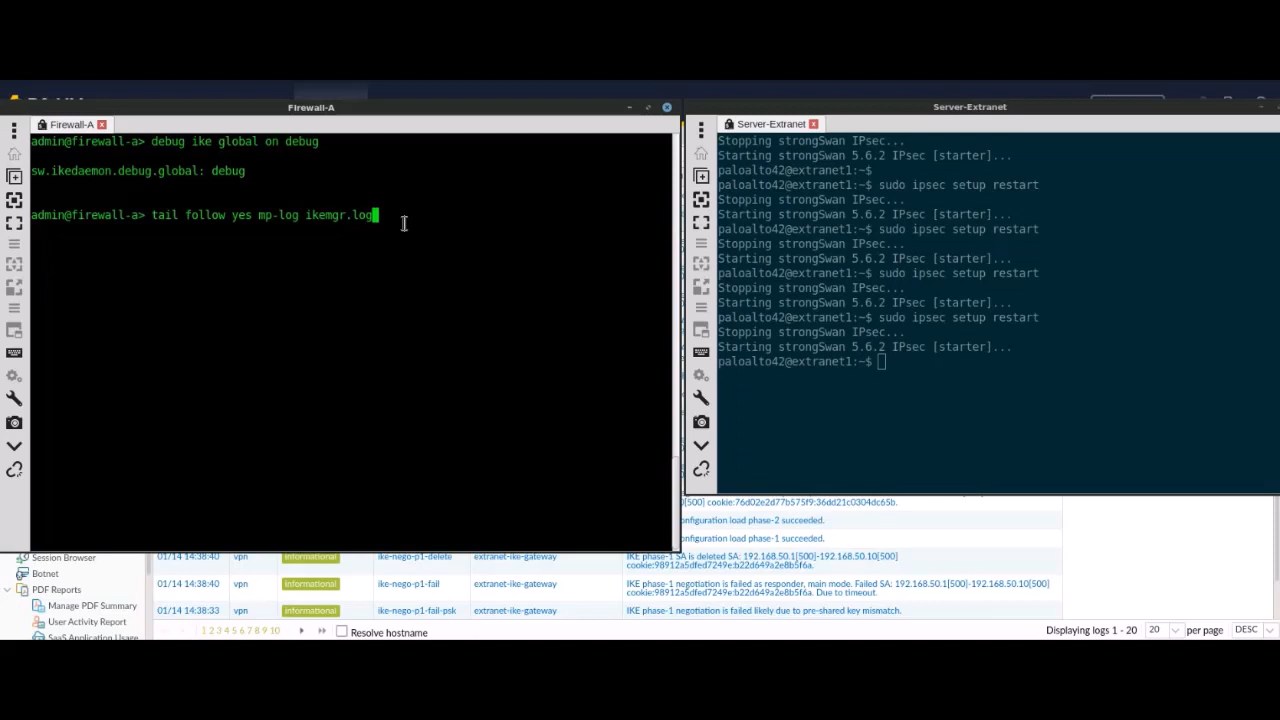 Firewall-A
Firewall-A
admin@firewall-a> debug ike global on debug
sw.ikedaemon.debug.global: debug
admin@firewall-a> tail follow yes mp-log ikemgr.log
Server-Extranet
Server-Extranet
Stopping strongSwan IPsec...
Starting strongSwan 5.6.2 IPsec [starter]...
paloalto42@extranet1:~$
paloalto42@extranet1:~$ sudo ipsec setup restart
Stopping strongSwan IPsec...
Starting strongSwan 5.6.2 IPsec [starter]...
paloalto42@extranet1:~$ sudo ipsec setup restart
Stopping strongSwan IPsec...
Starting strongSwan 5.6.2 IPsec [starter]...
paloalto42@extranet1:~$ sudo ipsec setup restart
Stopping strongSwan IPsec...
Starting strongSwan 5.6.2 IPsec [starter]...
paloalto42@extranet1:~$ sudo ipsec setup restart
Stopping strongSwan IPsec...
Starting strongSwan 5.6.2 IPsec [starter]...
paloalto42@extranet1:~$
0[500] cookie:76d02e2d77b575f9:36dd21c0304dc65b.
onfiguration load phase-2 succeeded.
onfiguration load phase-1 succeeded.
Session Browser
Botnet
PDF Reports
Manage PDF Summary
User Activity Report
SaaS Application Usage
01/14 14:38:40 vpn informational ike-nego-p1-delete extranet-ike-gateway IKE phase-1 SA is deleted SA: 192.168.50.1[500]-192.168.50.10[500]
cookie:98912a5dfed7249e:b22d649a2e8b5f6a.
01/14 14:38:40 vpn informational ike-nego-p1-fail extranet-ike-gateway IKE phase-1 negotiation is failed as responder, main mode. Failed SA: 192.168.50.1[500]-192.168.50.10[500]
cookie:98912a5dfed7249e:b22d649a2e8b5f6a. Due to timeout.
01/14 14:38:33 vpn informational ike-nego-p1-fail-psk extranet-ike-gateway IKE phase-1 negotiation is failed likely due to pre-shared key mismatch.
1 2 3 4 5 6 7 8 9 10 Resolve hostname Displaying logs 1 - 20 20 per page DESC